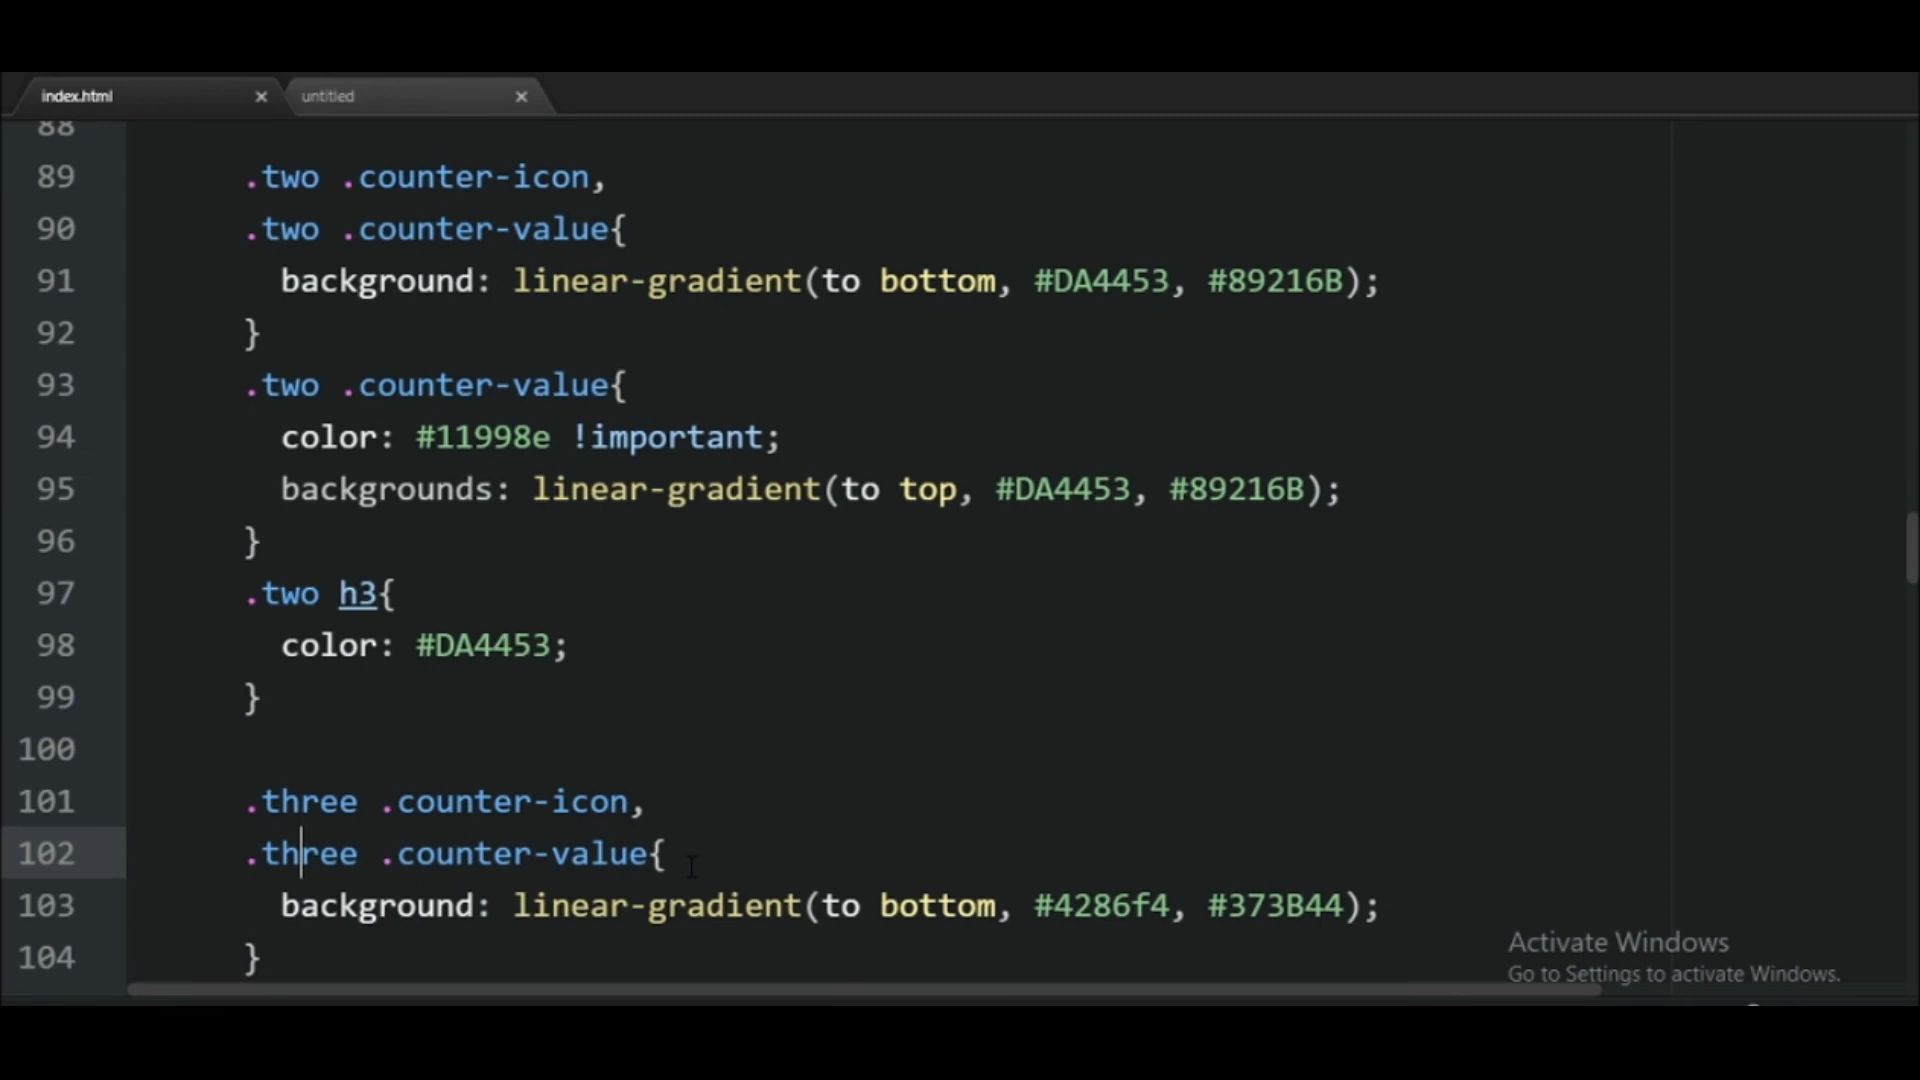 index.html × untitled ×
88
89 .two .counter-icon,
90 .two .counter-value{
91 background: linear-gradient(to bottom, #DA4453, #89216B);
92 }
93 .two .counter-value{
94 color: #11998e !important;
95 backgrounds: linear-gradient(to top, #DA4453, #89216B);
96 }
97 .two h3{
98 color: #DA4453;
99 }
100
101 .three .counter-icon,
102 .three .counter-value{
103 background: linear-gradient(to bottom, #4286f4, #373B44);
104 }
Activate Windows
Go to Settings to activate Windows.